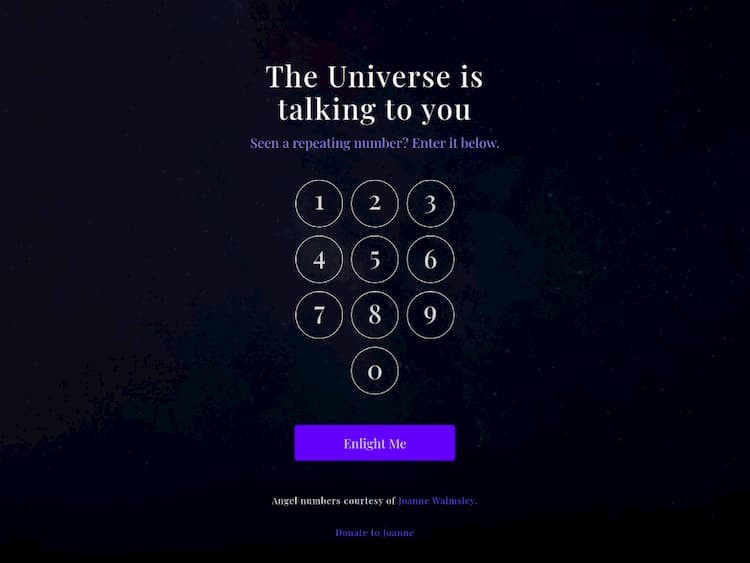 The Universe is
talking to you
Seen a repeating number? Enter it below.
1 2 3
4 5 6
7 8 9
0
Enlight Me
Angel numbers courtesy of Joanne Walmsley.
Donate to Joanne